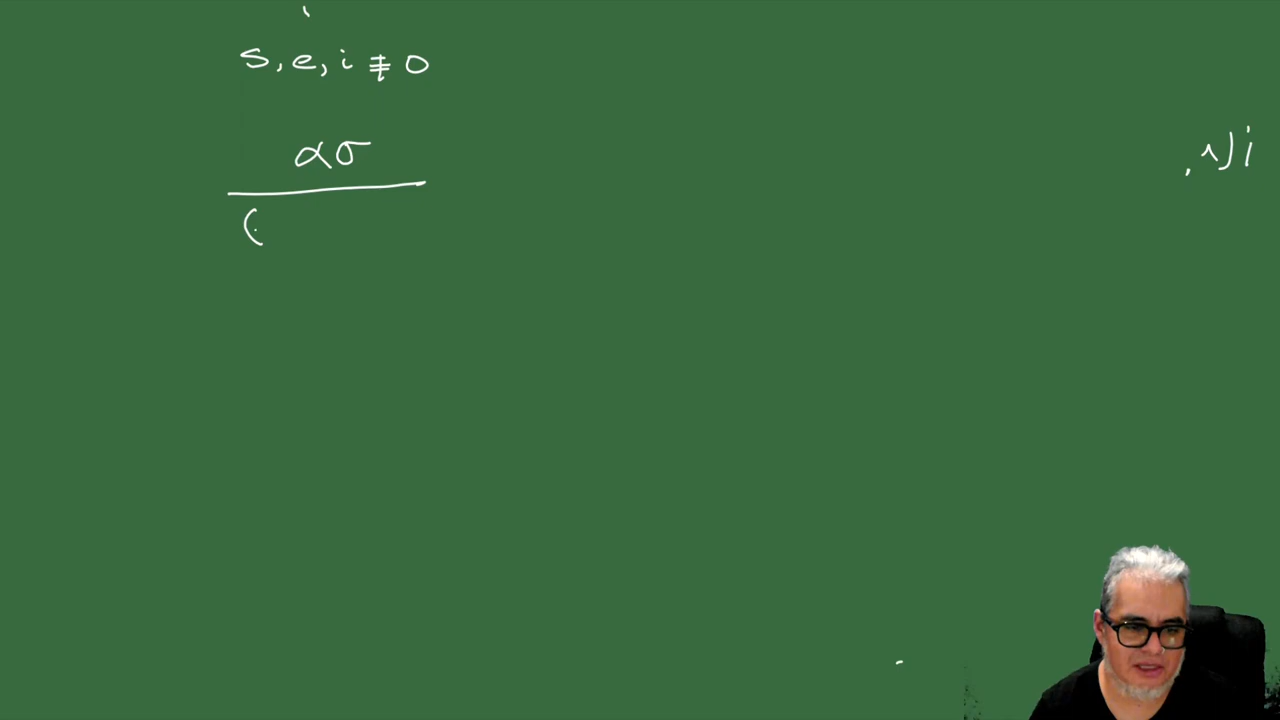 s, e, i ≠ 0
ασ
(
) i